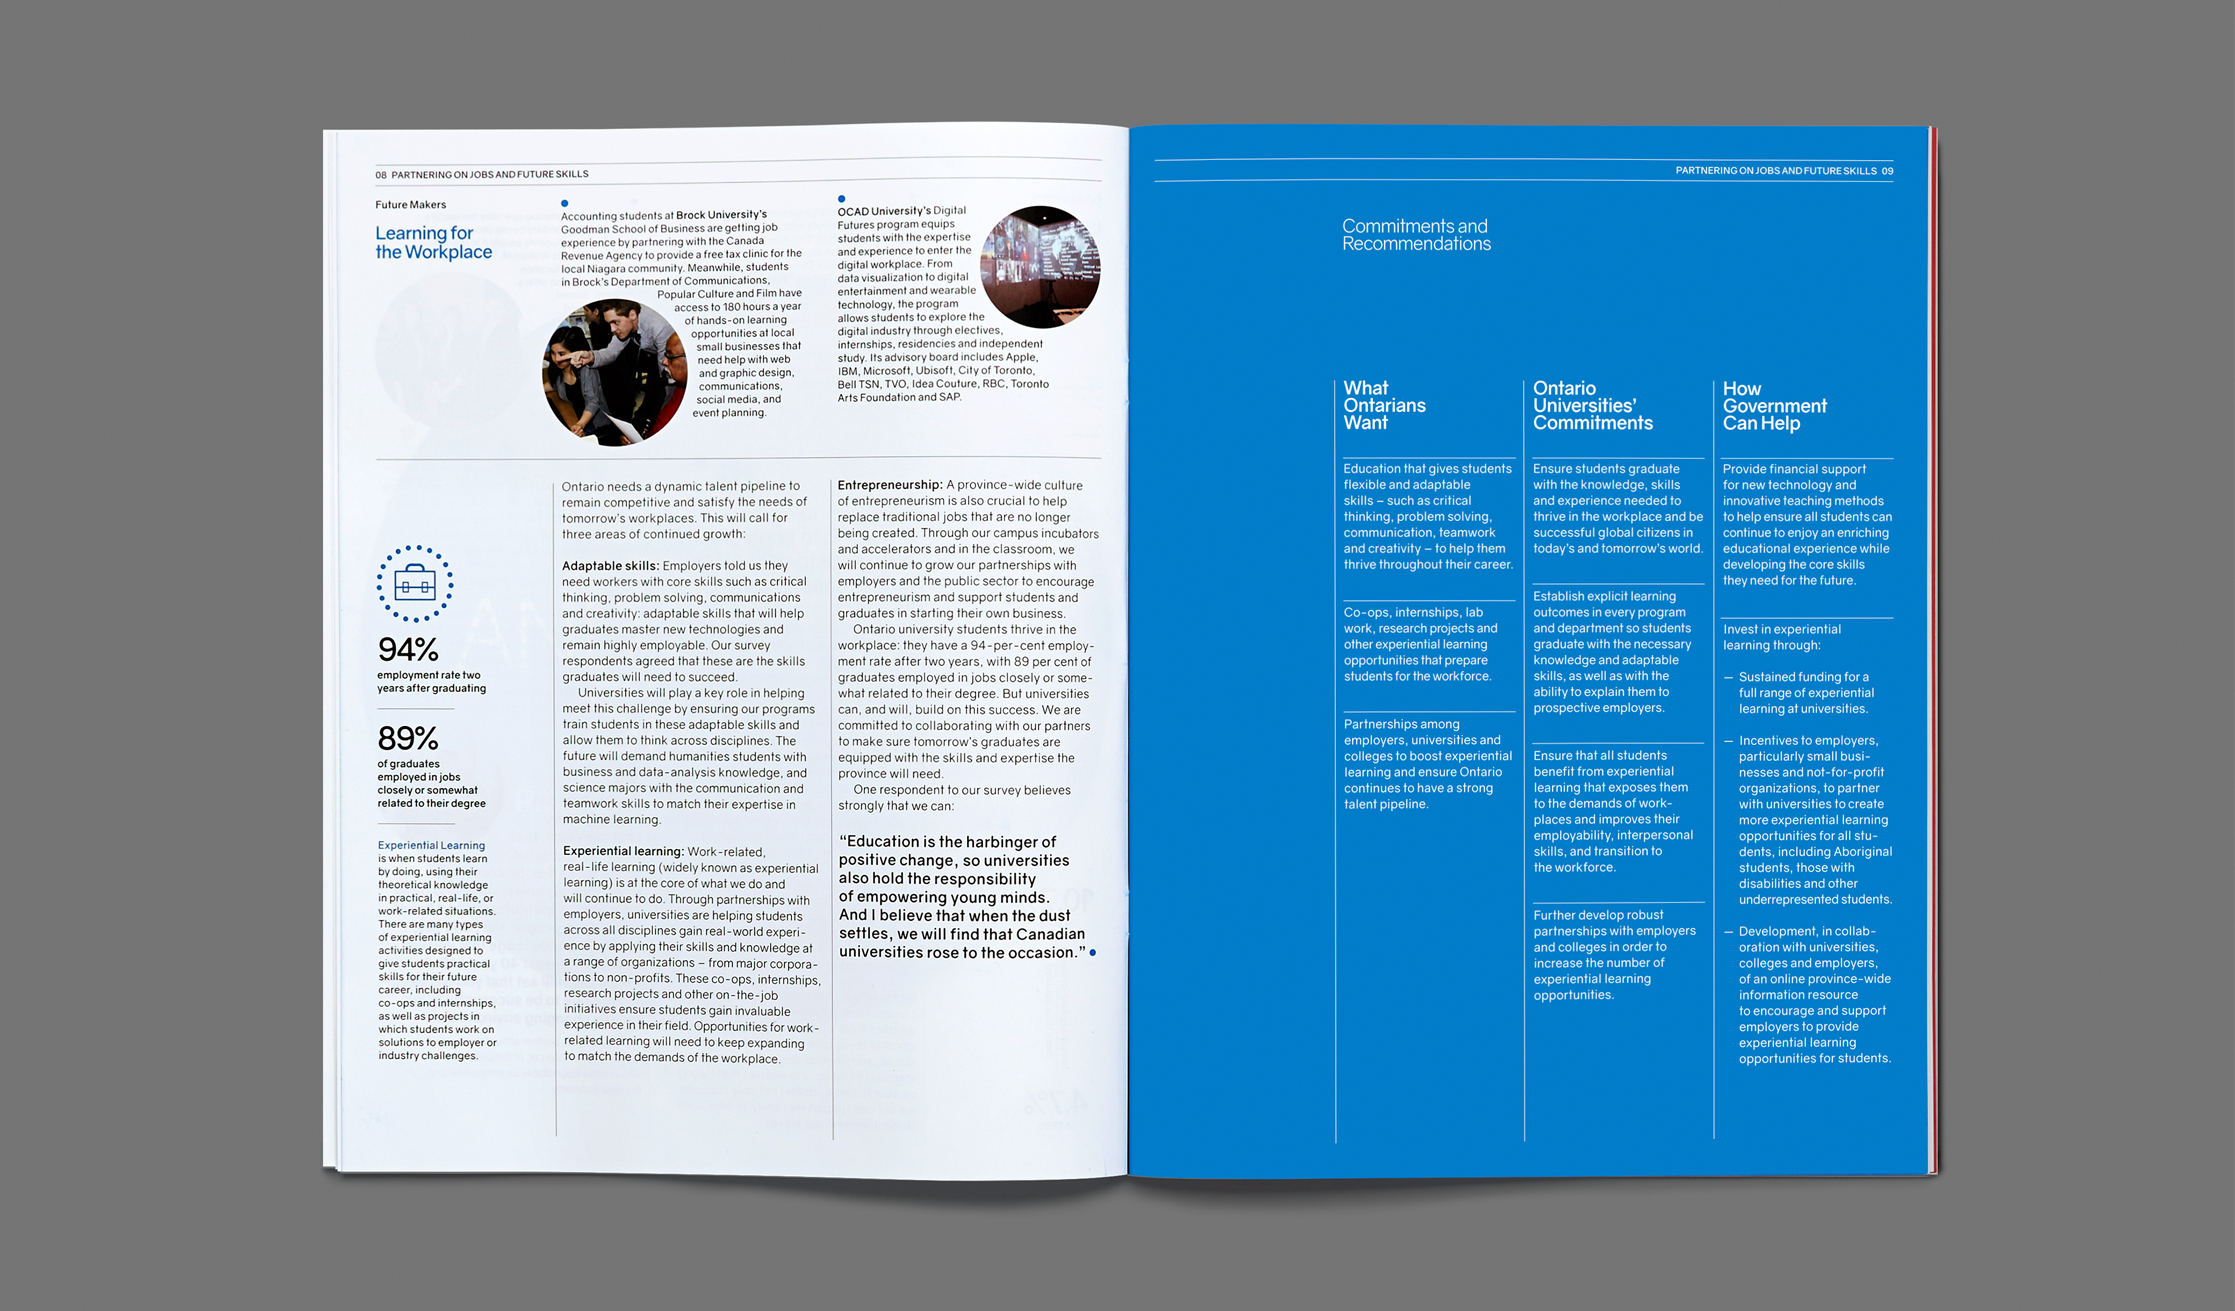 08 PARTNERING ON JOBS AND FUTURE SKILLS
Future Makers
Learning for
the Workplace
Accounting students at Brock University's
Goodman School of Business are getting job
experience by partnering with the Canada
Revenue Agency to provide a free tax clinic for the
local Niagara community. Meanwhile, students
in Brock's Department of Communications,
Popular Culture and Film have
access to 180 hours a year
of hands-on learning
opportunities at local
small businesses that
need help with web
and graphic design,
communications,
social media, and
event planning.
OCAD University's Digital
Futures program equips
students with the expertise
and experience to enter the
digital workplace. From
data visualization to digital
entertainment and wearable
technology, the program
allows students to explore the
digital industry through electives,
internships, residencies and independent
study. Its advisory board includes Apple,
IBM, Microsoft, Ubisoft, City of Toronto,
Bell TSN, TVO, Idea Couture, RBC, Toronto
Arts Foundation and SAP.
94%
employment rate two
years after graduating
89%
of graduates
employed in jobs
closely or somewhat
related to their degree
Experiential Learning
is when students learn
by doing, using their
theoretical knowledge
in practical, real-life, or
work-related situations.
There are many types
of experiential learning
activities designed to
give students practical
skills for their future
career, including
co-ops and internships,
as well as projects in
which students work on
solutions to employer or
industry challenges.
Ontario needs a dynamic talent pipeline to
remain competitive and satisfy the needs of
tomorrow's workplaces. This will call for
three areas of continued growth:
Adaptable skills: Employers told us they
need workers with core skills such as critical
thinking, problem solving, communications
and creativity: adaptable skills that will help
graduates master new technologies and
remain highly employable. Our survey
respondents agreed that these are the skills
graduates will need to succeed.
Universities will play a key role in helping
meet this challenge by ensuring our programs
train students in these adaptable skills and
allow them to think across disciplines. The
future will demand humanities students with
business and data-analysis knowledge, and
science majors with the communication and
teamwork skills to match their expertise in
machine learning.
Experiential learning: Work-related,
real-life learning (widely known as experiential
learning) is at the core of what we do and
will continue to do. Through partnerships with
employers, universities are helping students
across all disciplines gain real-world experi-
ence by applying their skills and knowledge at
a range of organizations – from major corpora-
tions to non-profits. These co-ops, internships,
research projects and other on-the-job
initiatives ensure students gain invaluable
experience in their field. Opportunities for work-
related learning will need to keep expanding
to match the demands of the workplace.
Entrepreneurship: A province-wide culture
of entrepreneurism is also crucial to help
replace traditional jobs that are no longer
being created. Through our campus incubators
and accelerators and in the classroom, we
will continue to grow our partnerships with
employers and the public sector to encourage
entrepreneurism and support students and
graduates in starting their own business.
Ontario university students thrive in the
workplace: they have a 94-per-cent employ-
ment rate after two years, with 89 per cent of
graduates employed in jobs closely or some-
what related to their degree. But universities
can, and will, build on this success. We are
committed to collaborating with our partners
to make sure tomorrow's graduates are
equipped with the skills and expertise the
province will need.
One respondent to our survey believes
strongly that we can:
“Education is the harbinger of
positive change, so universities
also hold the responsibility
of empowering young minds.
And I believe that when the dust
settles, we will find that Canadian
universities rose to the occasion.”
PARTNERING ON JOBS AND FUTURE SKILLS 09
Commitments and
Recommendations
What
Ontarians
Want
Education that gives students
flexible and adaptable
skills – such as critical
thinking, problem solving,
communication, teamwork
and creativity – to help them
thrive throughout their career.
Co-ops, internships, lab
work, research projects and
other experiential learning
opportunities that prepare
students for the workforce.
Partnerships among
employers, universities and
colleges to boost experiential
learning and ensure Ontario
continues to have a strong
talent pipeline.
Ontario
Universities'
Commitments
Ensure students graduate
with the knowledge, skills
and experience needed to
thrive in the workplace and be
successful global citizens in
today's and tomorrow's world.
Establish explicit learning
outcomes in every program
and department so students
graduate with the necessary
knowledge and adaptable
skills, as well as with the
ability to explain them to
prospective employers.
Ensure that all students
benefit from experiential
learning that exposes them
to the demands of work-
places and improves their
employability, interpersonal
skills, and transition to
the workforce.
Further develop robust
partnerships with employers
and colleges in order to
increase the number of
experiential learning
opportunities.
How
Government
Can Help
Provide financial support
for new technology and
innovative teaching methods
to help ensure all students can
continue to enjoy an enriching
educational experience while
developing the core skills
they need for the future.
Invest in experiential
learning through:
– Sustained funding for a
full range of experiential
learning at universities.
– Incentives to employers,
particularly small busi-
nesses and not-for-profit
organizations, to partner
with universities to create
more experiential learning
opportunities for all stu-
dents, including Aboriginal
students, those with
disabilities and other
underrepresented students.
– Development, in collab-
oration with universities,
colleges and employers,
of an online province-wide
information resource
to encourage and support
employers to provide
experiential learning
opportunities for students.